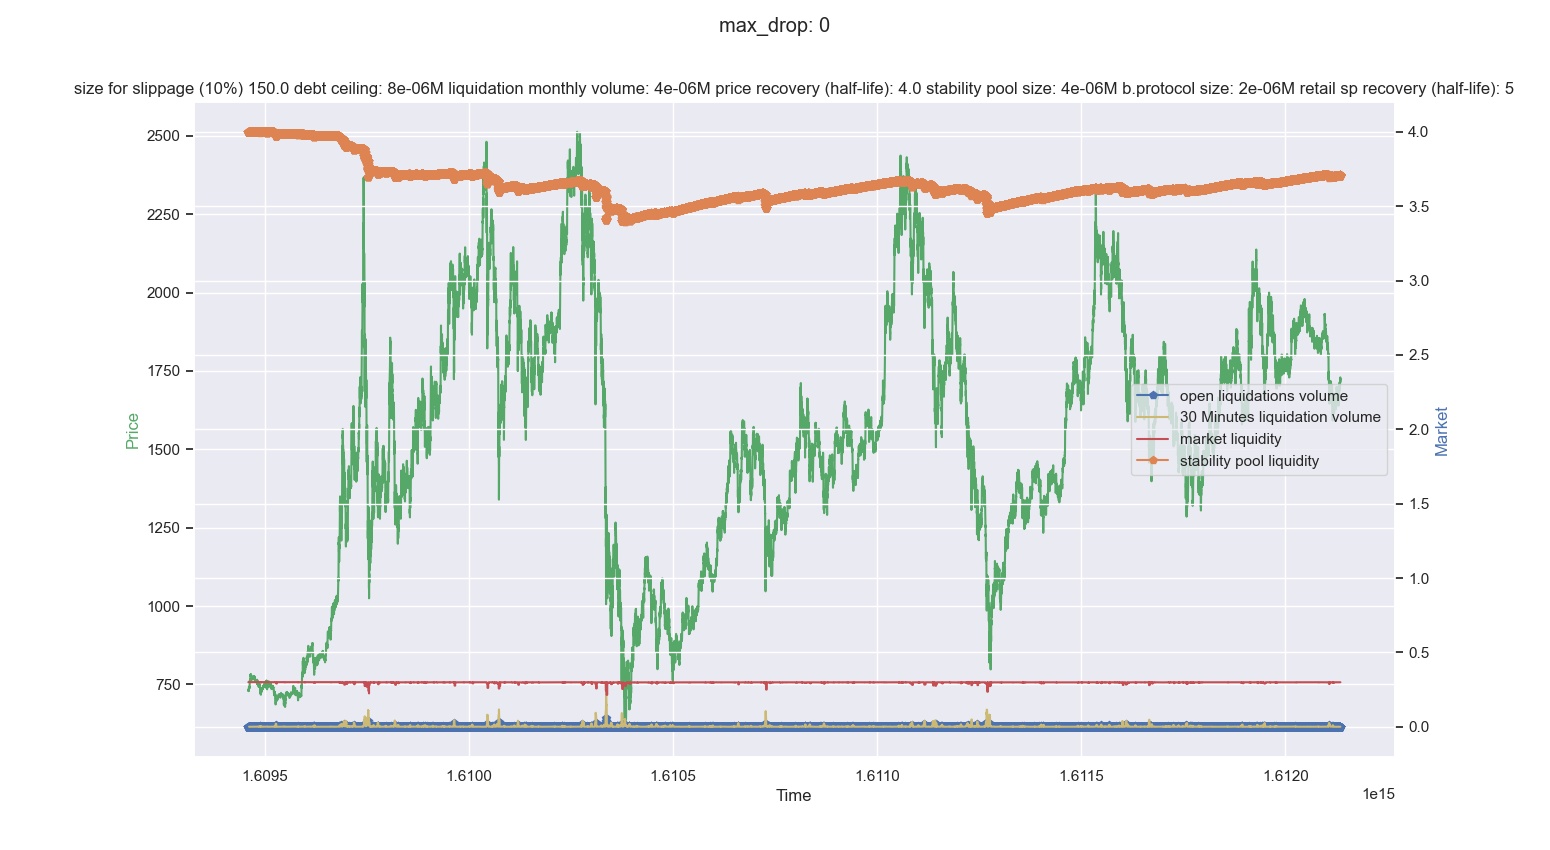 max_drop: 0
size for slippage (10%) 150.0 debt ceiling: 8e-06M liquidation monthly volume: 4e-06M price recovery (half-life): 4.0 stability pool size: 4e-06M b.protocol size: 2e-06M retail sp recovery (half-life): 5
2500
2250
2000
1750
1500
1250
1000
750
Price
4.0
3.5
3.0
2.5
2.0
1.5
1.0
0.5
0.0
Market
open liquidations volume
30 Minutes liquidation volume
market liquidity
stability pool liquidity
1.6095
1.6100
1.6105
1.6110
1.6115
1.6120
1e15
Time